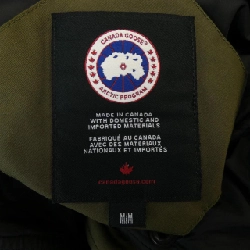 CANADA GOOSE
ARCTIC PROGRAM
MADE IN CANADA
WITH DOMESTIC AND
IMPORTED MATERIALS
FABRIQUÉ AU CANADA
AVEC DES MATERIAUX
NATIONAUX ET IMPORTÉS
M/M